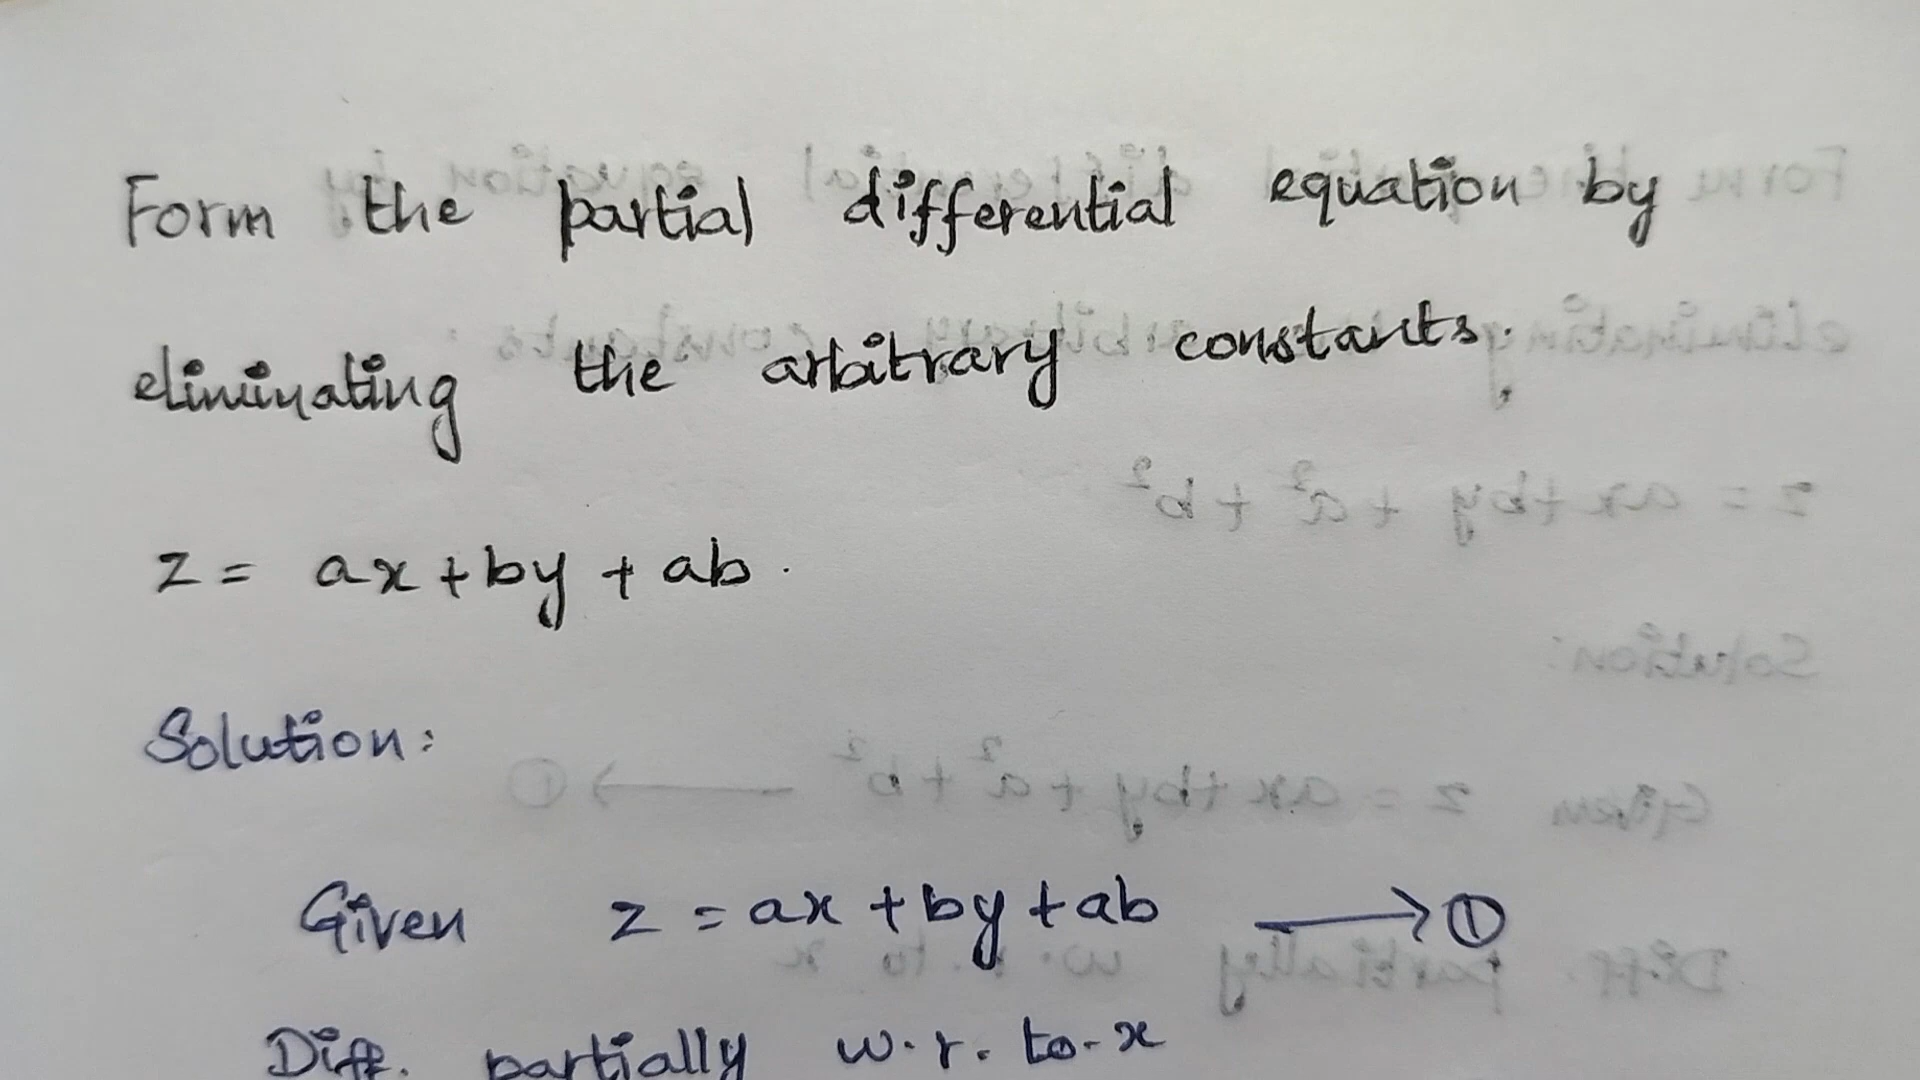 Form the partial differential equation by
eliminating the arbitrary constants.
z = ax + by + ab.
Solution:
Given z = ax + by + ab ⟶ ①
Diff. partially w.r. to. x